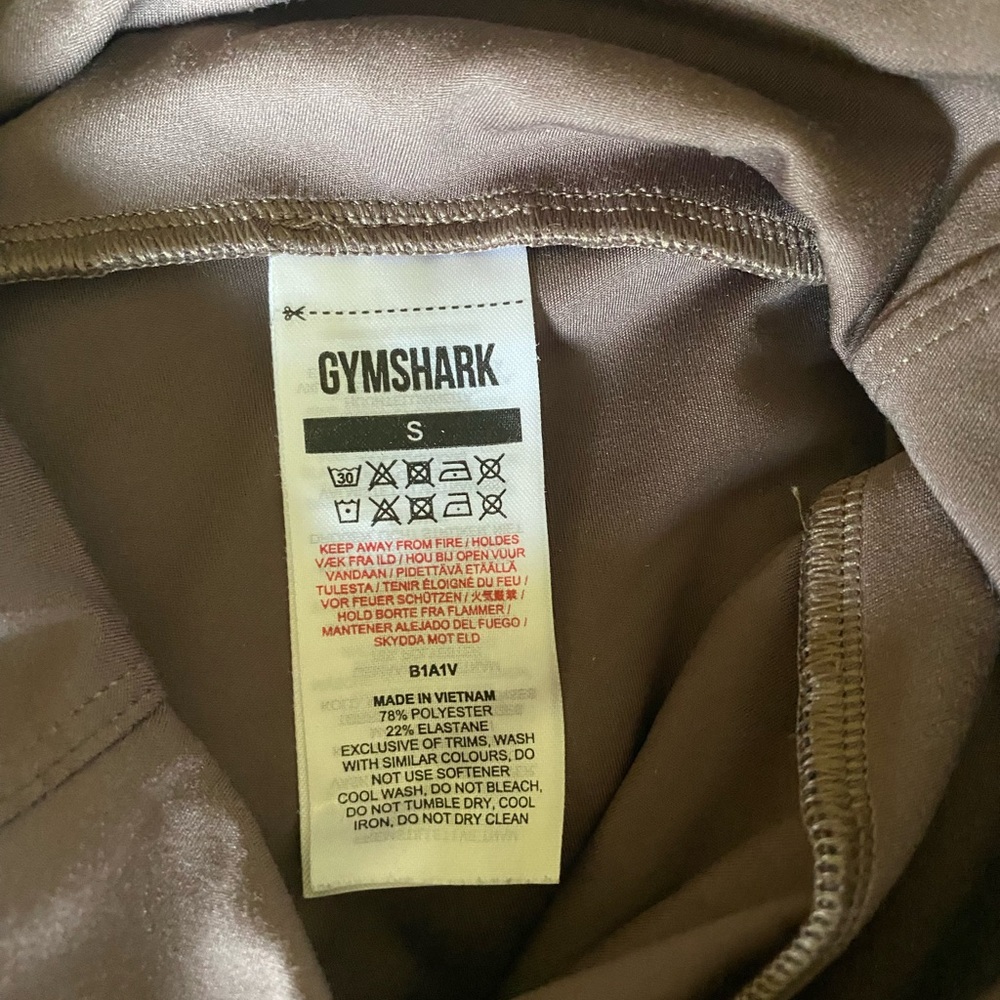 GYMSHARK
S
30
KEEP AWAY FROM FIRE / HOLDES
VÆK FRA ILD / HOU BIJ OPEN VUUR
VANDAAN / PIDETTÄVÄ ETÄÄLLÄ
TULESTA / TENIR ÉLOIGNÉ DU FEU /
VOR FEUER SCHÜTZEN / 火気厳禁 /
HOLD BORTE FRA FLAMMER /
MANTENER ALEJADO DEL FUEGO /
SKYDDA MOT ELD
B1A1V
MADE IN VIETNAM
78% POLYESTER
22% ELASTANE
EXCLUSIVE OF TRIMS, WASH
WITH SIMILAR COLOURS, DO
NOT USE SOFTENER
COOL WASH, DO NOT BLEACH,
DO NOT TUMBLE DRY, COOL
IRON, DO NOT DRY CLEAN